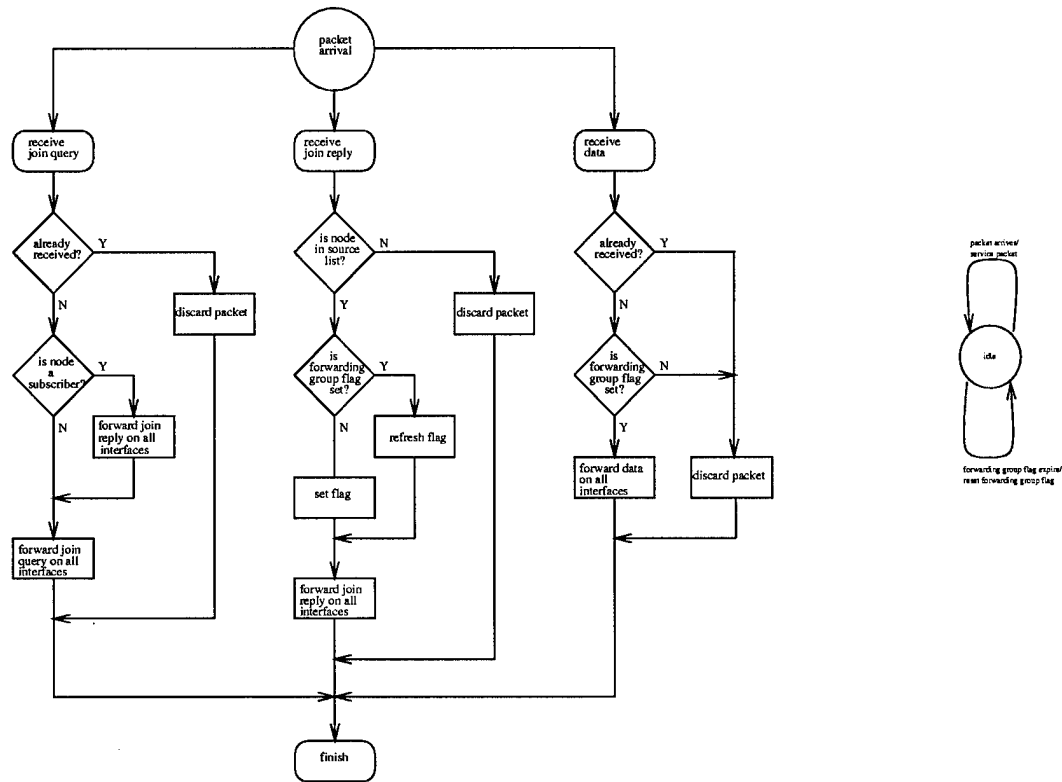 packet
arrival
receive
join query
receive
join reply
receive
data
already
received?
Y
N
is node
in source
list?
N
Y
already
received?
Y
N
discard packet
discard packet
is node
a
subscriber?
Y
N
is
forwarding
group flag
set?
Y
N
is
forwarding
group flag
set?
N
Y
forward join
reply on all
interfaces
refresh flag
set flag
forward data
on all
interfaces
discard packet
forward join
query on all
interfaces
forward join
reply on all
interfaces
finish
packet arrives/
service packet
idle
forwarding group flag expire/
reset forwarding group flag